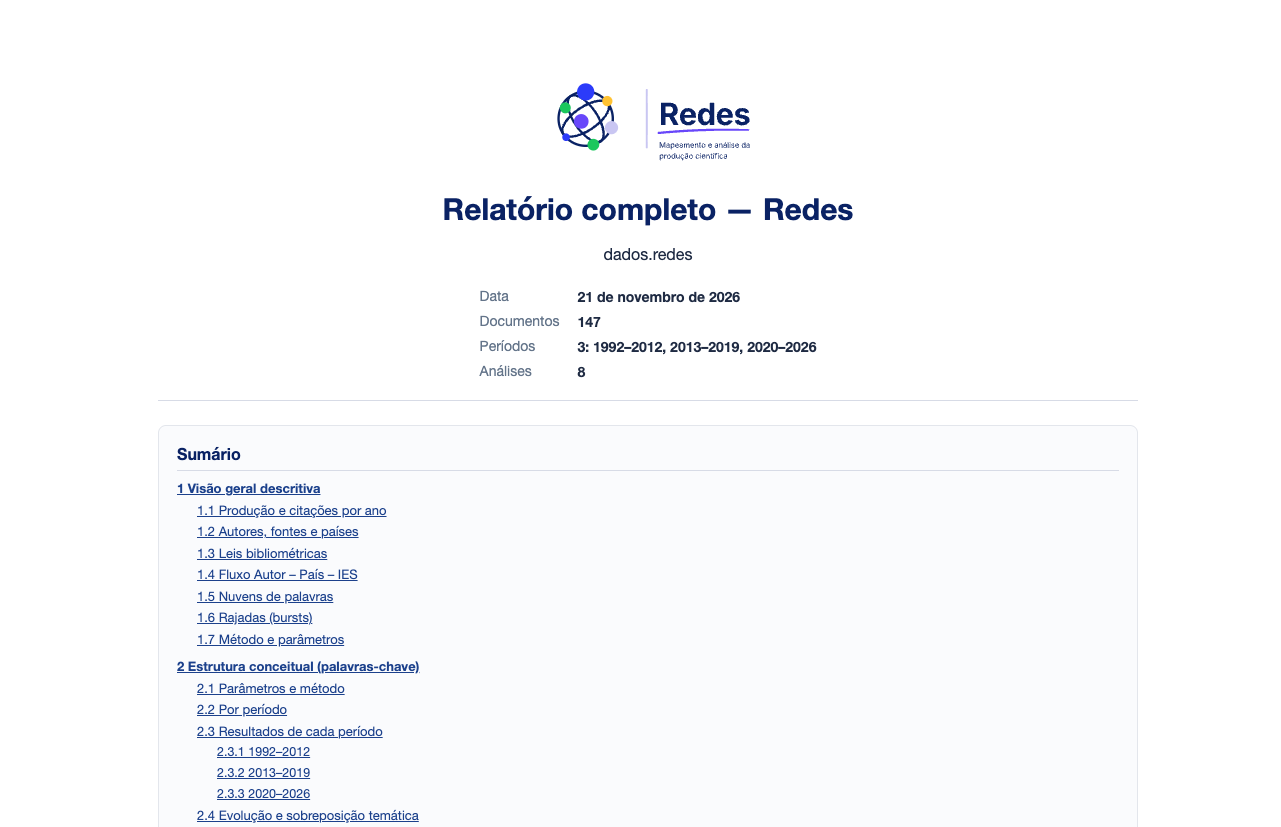 Redes
Mapeamento e análise da
produção científica
Relatório completo — Redes
dados.redes
Data 21 de novembro de 2026
Documentos 147
Períodos 3: 1992–2012, 2013–2019, 2020–2026
Análises 8
Sumário
1 Visão geral descritiva
1.1 Produção e citações por ano
1.2 Autores, fontes e países
1.3 Leis bibliométricas
1.4 Fluxo Autor – País – IES
1.5 Nuvens de palavras
1.6 Rajadas (bursts)
1.7 Método e parâmetros
2 Estrutura conceitual (palavras-chave)
2.1 Parâmetros e método
2.2 Por período
2.3 Resultados de cada período
2.3.1 1992–2012
2.3.2 2013–2019
2.3.3 2020–2026
2.4 Evolução e sobreposição temática